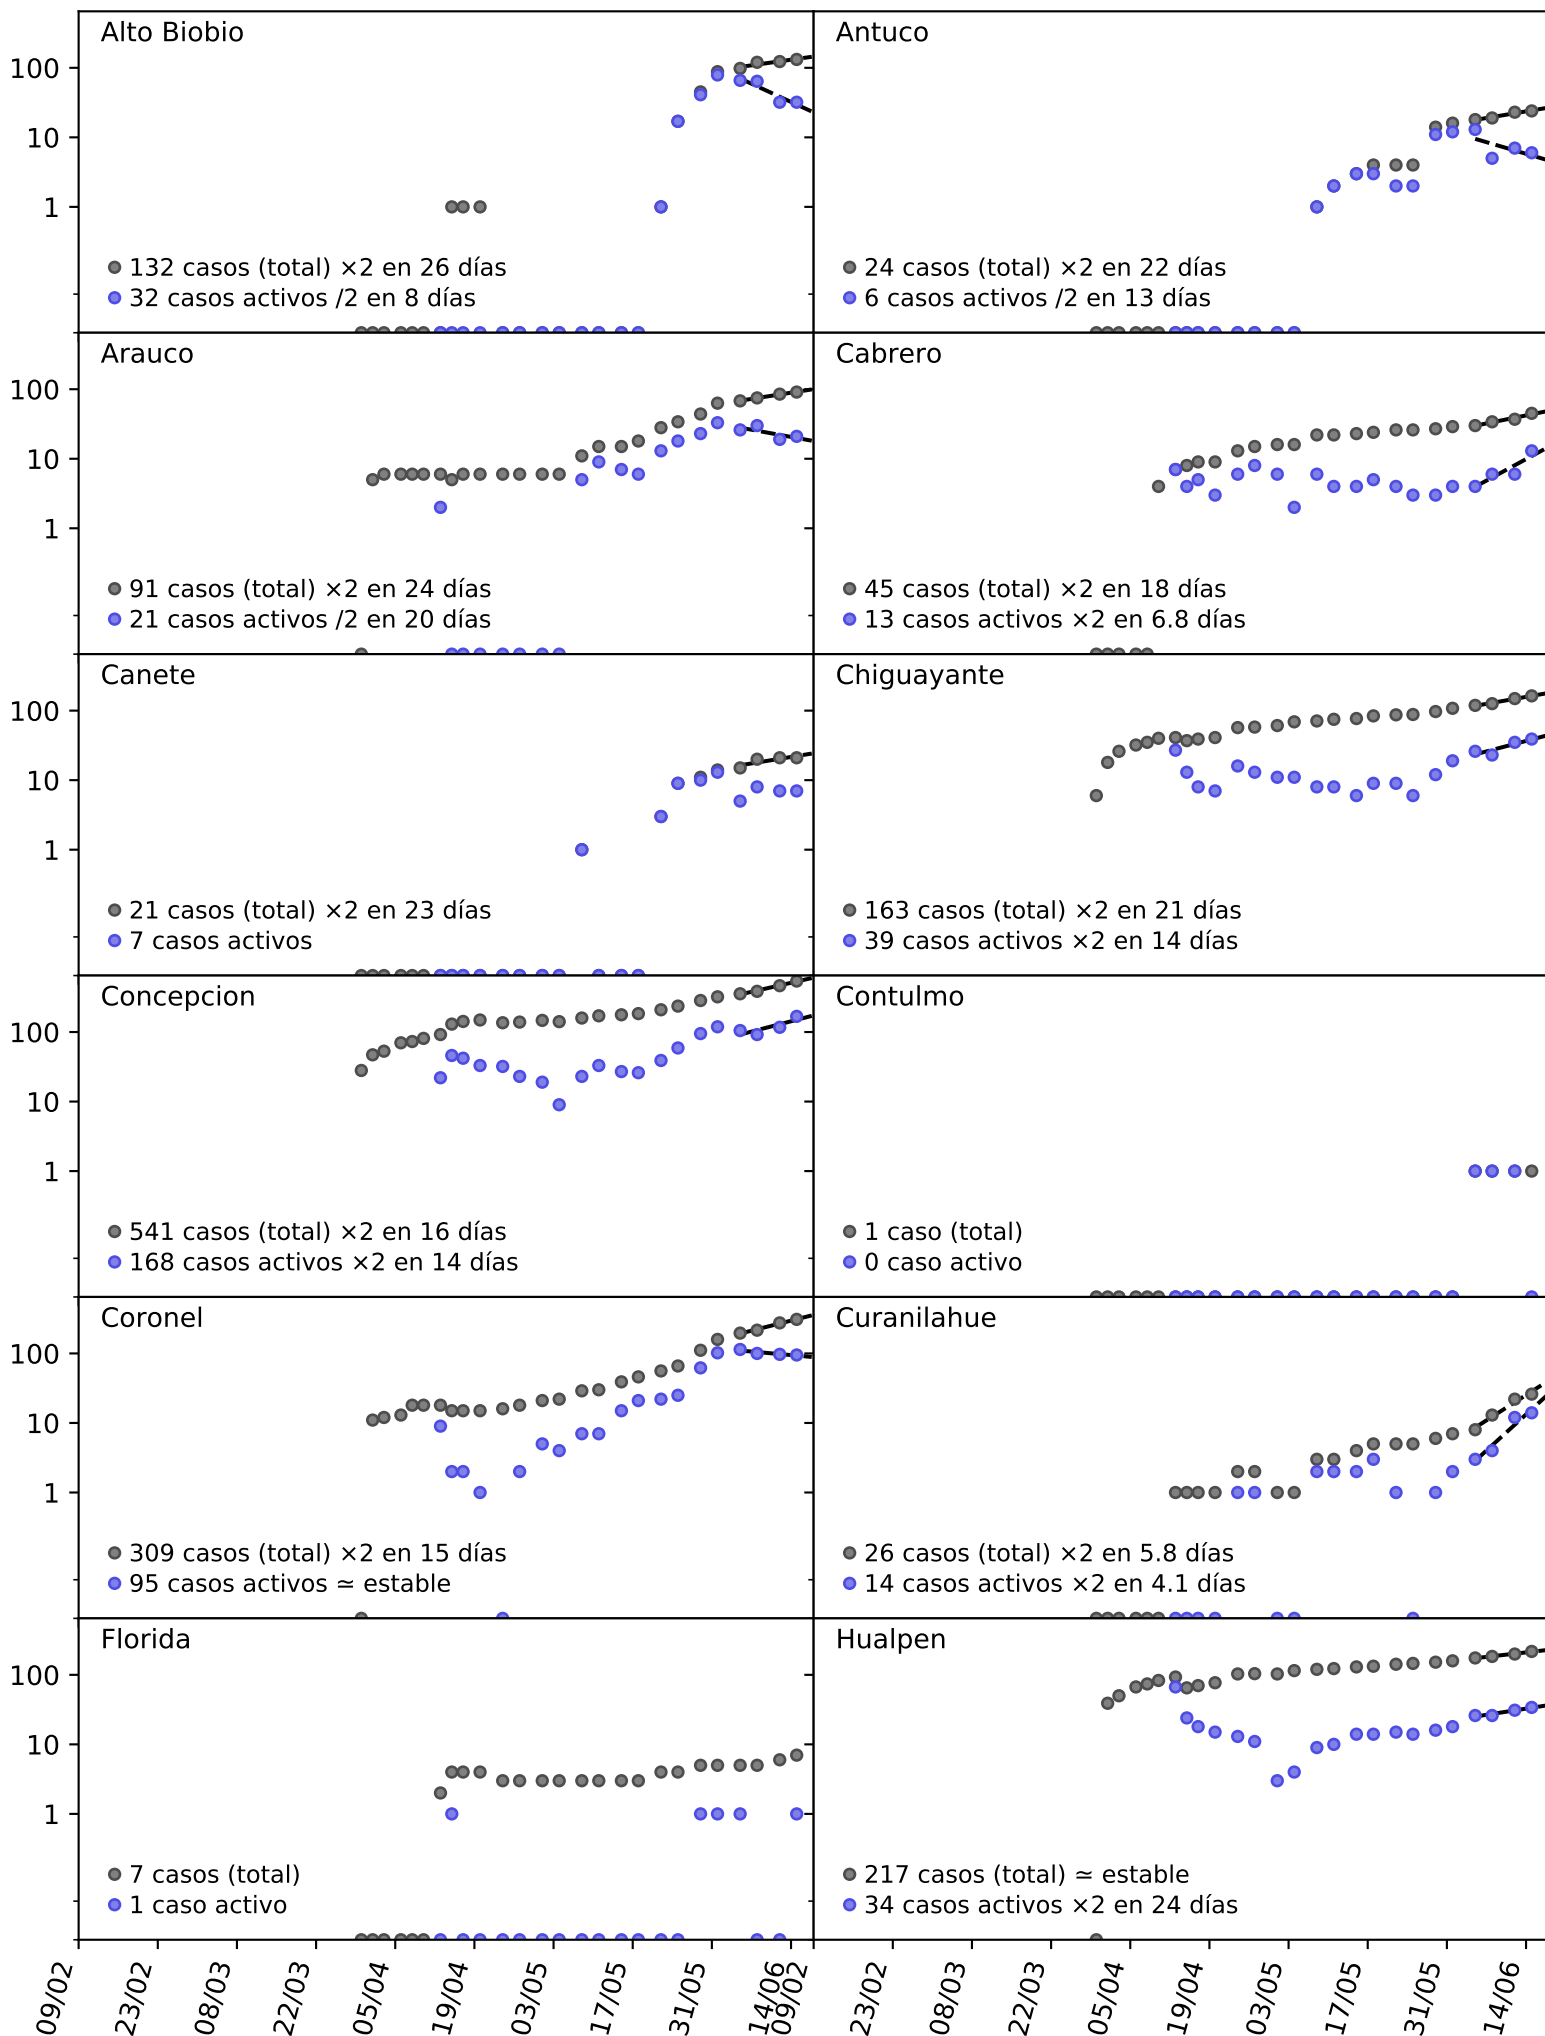 Alto Biobio
100
10
1
132 casos (total) ×2 en 26 días
32 casos activos /2 en 8 días
Antuco
24 casos (total) ×2 en 22 días
6 casos activos /2 en 13 días
Arauco
100
10
1
91 casos (total) ×2 en 24 días
21 casos activos /2 en 20 días
Cabrero
45 casos (total) ×2 en 18 días
13 casos activos ×2 en 6.8 días
Canete
100
10
1
21 casos (total) ×2 en 23 días
7 casos activos
Chiguayante
163 casos (total) ×2 en 21 días
39 casos activos ×2 en 14 días
Concepcion
100
10
1
541 casos (total) ×2 en 16 días
168 casos activos ×2 en 14 días
Contulmo
1 caso (total)
0 caso activo
Coronel
100
10
1
309 casos (total) ×2 en 15 días
95 casos activos ≃ estable
Curanilahue
26 casos (total) ×2 en 5.8 días
14 casos activos ×2 en 4.1 días
Florida
100
10
1
7 casos (total)
1 caso activo
Hualpen
217 casos (total) ≃ estable
34 casos activos ×2 en 24 días
09/02
23/02
08/03
22/03
05/04
19/04
03/05
17/05
31/05
14/06
09/02
23/02
08/03
22/03
05/04
19/04
03/05
17/05
31/05
14/06